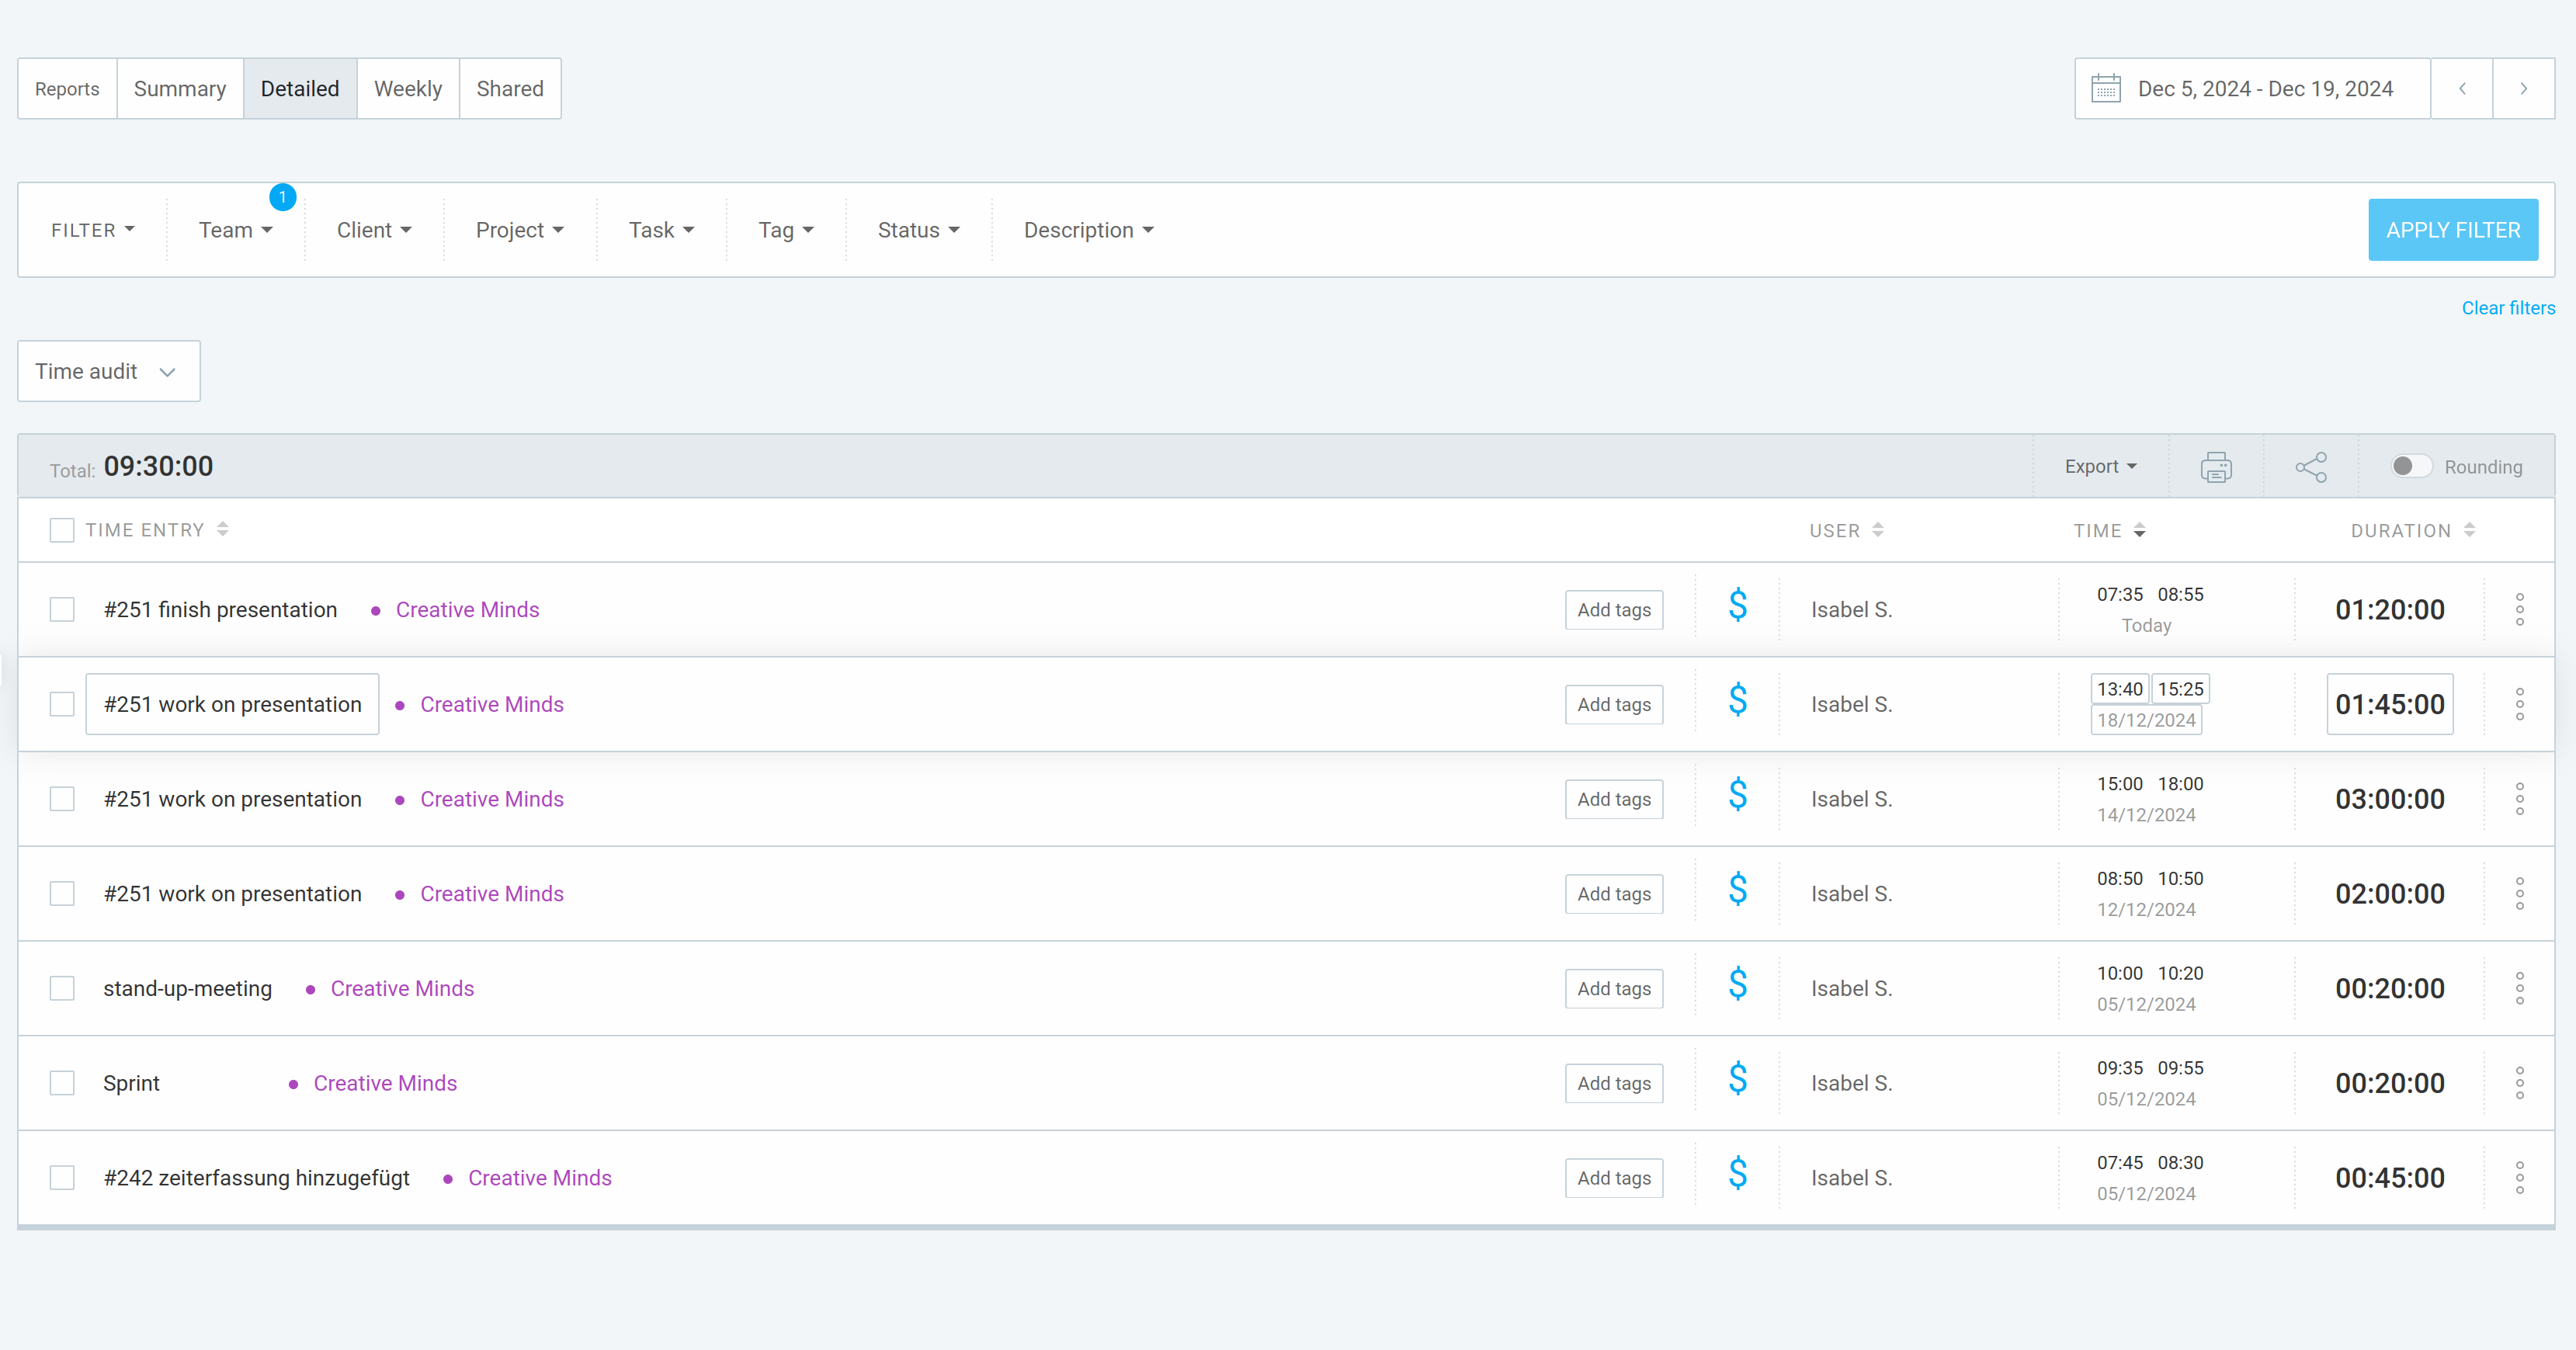 Reports Summary Detailed Weekly Shared
Dec 5, 2024 - Dec 19, 2024
1
FILTER Team Client Project Task Tag Status Description APPLY FILTER
Clear filters
Time audit
Total: 09:30:00 Export Rounding
TIME ENTRY USER TIME DURATION
#251 finish presentation Creative Minds Add tags $ Isabel S. 07:35 08:55 01:20:00
Today
#251 work on presentation Creative Minds Add tags $ Isabel S. 13:40 15:25 01:45:00
18/12/2024
#251 work on presentation Creative Minds Add tags $ Isabel S. 15:00 18:00 03:00:00
14/12/2024
#251 work on presentation Creative Minds Add tags $ Isabel S. 08:50 10:50 02:00:00
12/12/2024
stand-up-meeting Creative Minds Add tags $ Isabel S. 10:00 10:20 00:20:00
05/12/2024
Sprint Creative Minds Add tags $ Isabel S. 09:35 09:55 00:20:00
05/12/2024
#242 zeiterfassung hinzugefügt Creative Minds Add tags $ Isabel S. 07:45 08:30 00:45:00
05/12/2024